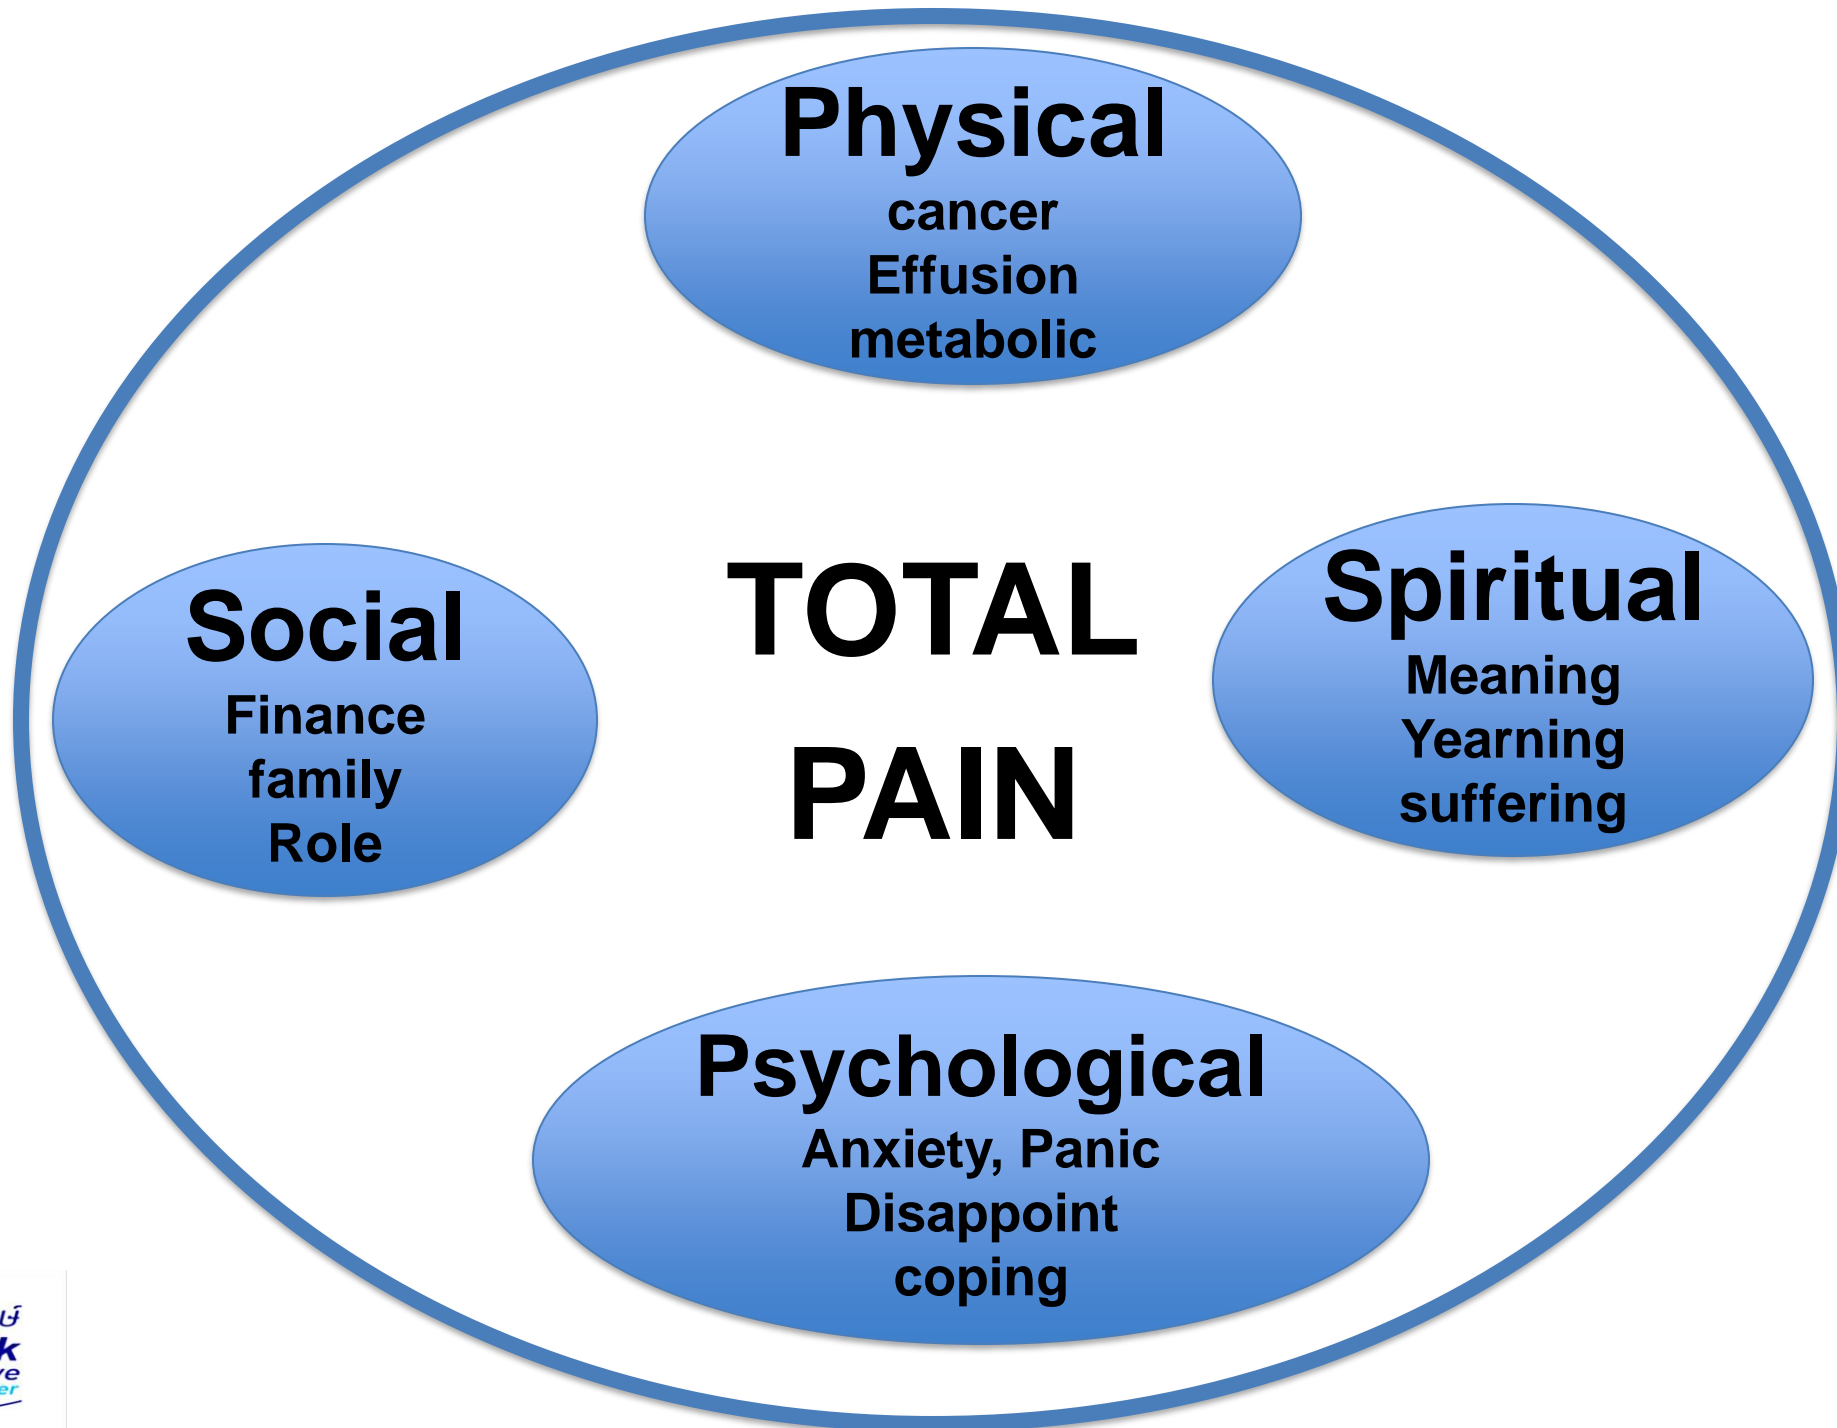 Physical
cancer
Effusion
metabolic
Social
Finance
family
Role
TOTAL
PAIN
Spiritual
Meaning
Yearning
suffering
Psychological
Anxiety, Panic
Disappoint
coping